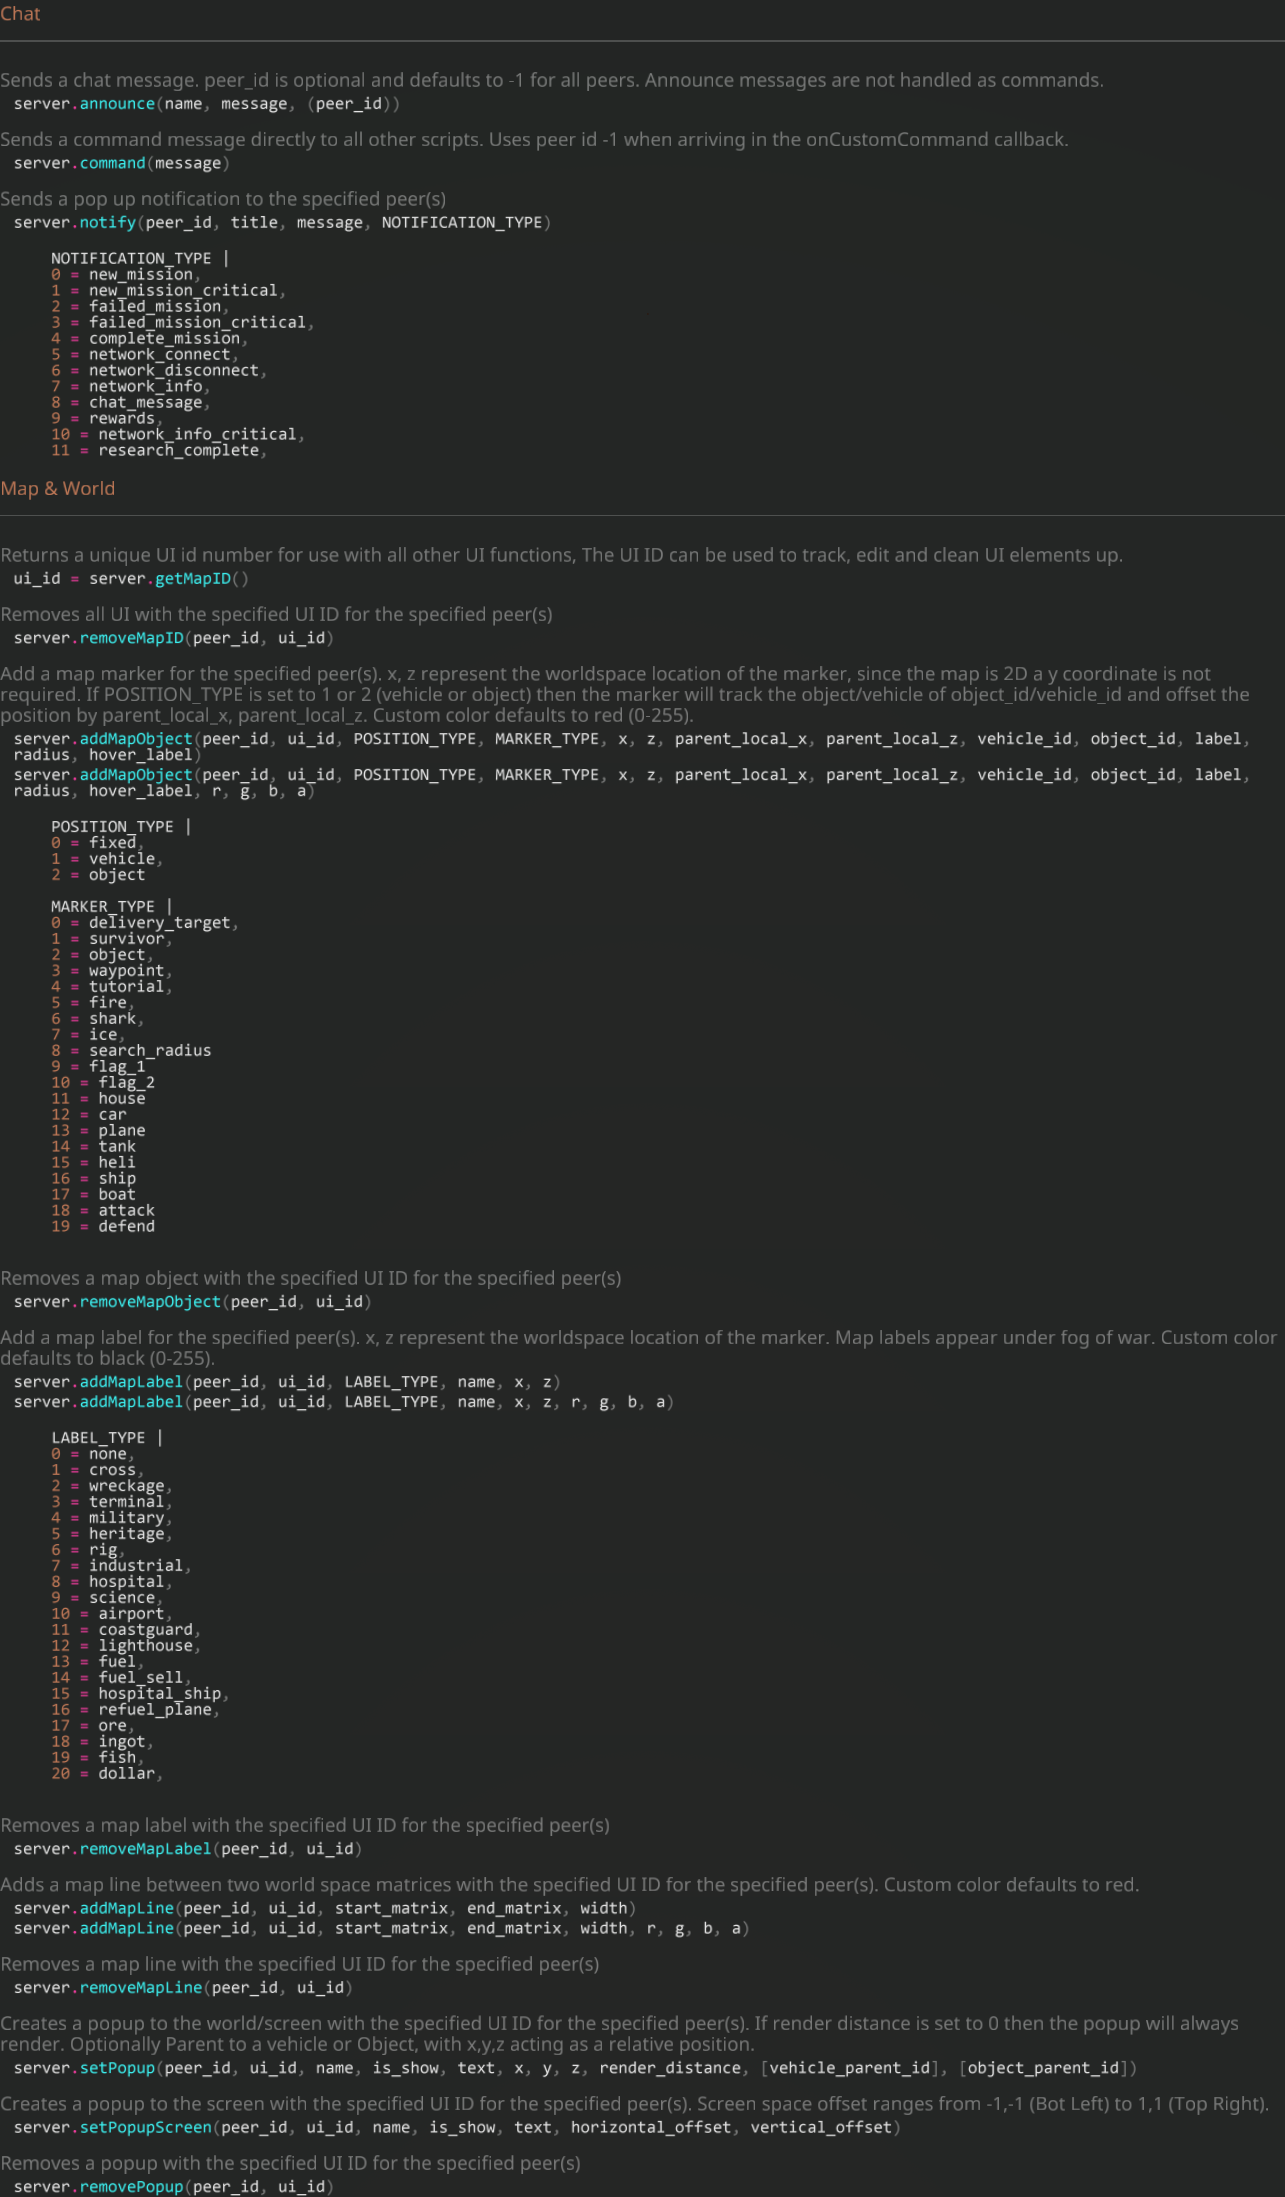 Chat
Sends a chat message. peer_id is optional and defaults to -1 for all peers. Announce messages are not handled as commands.
server.announce(name, message, (peer_id))
Sends a command message directly to all other scripts. Uses peer id -1 when arriving in the onCustomCommand callback.
server.command(message)
Sends a pop up notification to the specified peer(s)
server.notify(peer_id, title, message, NOTIFICATION_TYPE)
NOTIFICATION_TYPE |
0 = new_mission,
1 = new_mission_critical,
2 = failed_mission,
3 = failed_mission_critical,
4 = complete_mission,
5 = network_connect,
6 = network_disconnect,
7 = network_info,
8 = chat_message,
9 = rewards,
10 = network_info_critical,
11 = research_complete,
Map & World
Returns a unique UI id number for use with all other UI functions, The UI ID can be used to track, edit and clean UI elements up.
ui_id = server.getMapID()
Removes all UI with the specified UI ID for the specified peer(s)
server.removeMapID(peer_id, ui_id)
Add a map marker for the specified peer(s). x, z represent the worldspace location of the marker, since the map is 2D a y coordinate is not
required. If POSITION_TYPE is set to 1 or 2 (vehicle or object) then the marker will track the object/vehicle of object_id/vehicle_id and offset the
position by parent_local_x, parent_local_z. Custom color defaults to red (0-255).
server.addMapObject(peer_id, ui_id, POSITION_TYPE, MARKER_TYPE, x, z, parent_local_x, parent_local_z, vehicle_id, object_id, label,
radius, hover_label)
server.addMapObject(peer_id, ui_id, POSITION_TYPE, MARKER_TYPE, x, z, parent_local_x, parent_local_z, vehicle_id, object_id, label,
radius, hover_label, r, g, b, a)
POSITION_TYPE |
0 = fixed,
1 = vehicle,
2 = object
MARKER_TYPE |
0 = delivery_target,
1 = survivor,
2 = object,
3 = waypoint,
4 = tutorial,
5 = fire,
6 = shark,
7 = ice,
8 = search_radius
9 = flag_1
10 = flag_2
11 = house
12 = car
13 = plane
14 = tank
15 = heli
16 = ship
17 = boat
18 = attack
19 = defend
Removes a map object with the specified UI ID for the specified peer(s)
server.removeMapObject(peer_id, ui_id)
Add a map label for the specified peer(s). x, z represent the worldspace location of the marker. Map labels appear under fog of war. Custom color
defaults to black (0-255).
server.addMapLabel(peer_id, ui_id, LABEL_TYPE, name, x, z)
server.addMapLabel(peer_id, ui_id, LABEL_TYPE, name, x, z, r, g, b, a)
LABEL_TYPE |
0 = none,
1 = cross,
2 = wreckage,
3 = terminal,
4 = military,
5 = heritage,
6 = rig,
7 = industrial,
8 = hospital,
9 = science,
10 = airport,
11 = coastguard,
12 = lighthouse,
13 = fuel,
14 = fuel_sell,
15 = hospital_ship,
16 = refuel_plane,
17 = ore,
18 = ingot,
19 = fish,
20 = dollar,
Removes a map label with the specified UI ID for the specified peer(s)
server.removeMapLabel(peer_id, ui_id)
Adds a map line between two world space matrices with the specified UI ID for the specified peer(s). Custom color defaults to red.
server.addMapLine(peer_id, ui_id, start_matrix, end_matrix, width)
server.addMapLine(peer_id, ui_id, start_matrix, end_matrix, width, r, g, b, a)
Removes a map line with the specified UI ID for the specified peer(s)
server.removeMapLine(peer_id, ui_id)
Creates a popup to the world/screen with the specified UI ID for the specified peer(s). If render distance is set to 0 then the popup will always
render. Optionally Parent to a vehicle or Object, with x,y,z acting as a relative position.
server.setPopup(peer_id, ui_id, name, is_show, text, x, y, z, render_distance, [vehicle_parent_id], [object_parent_id])
Creates a popup to the screen with the specified UI ID for the specified peer(s). Screen space offset ranges from -1,-1 (Bot Left) to 1,1 (Top Right).
server.setPopupScreen(peer_id, ui_id, name, is_show, text, horizontal_offset, vertical_offset)
Removes a popup with the specified UI ID for the specified peer(s)
server.removePopup(peer_id, ui_id)